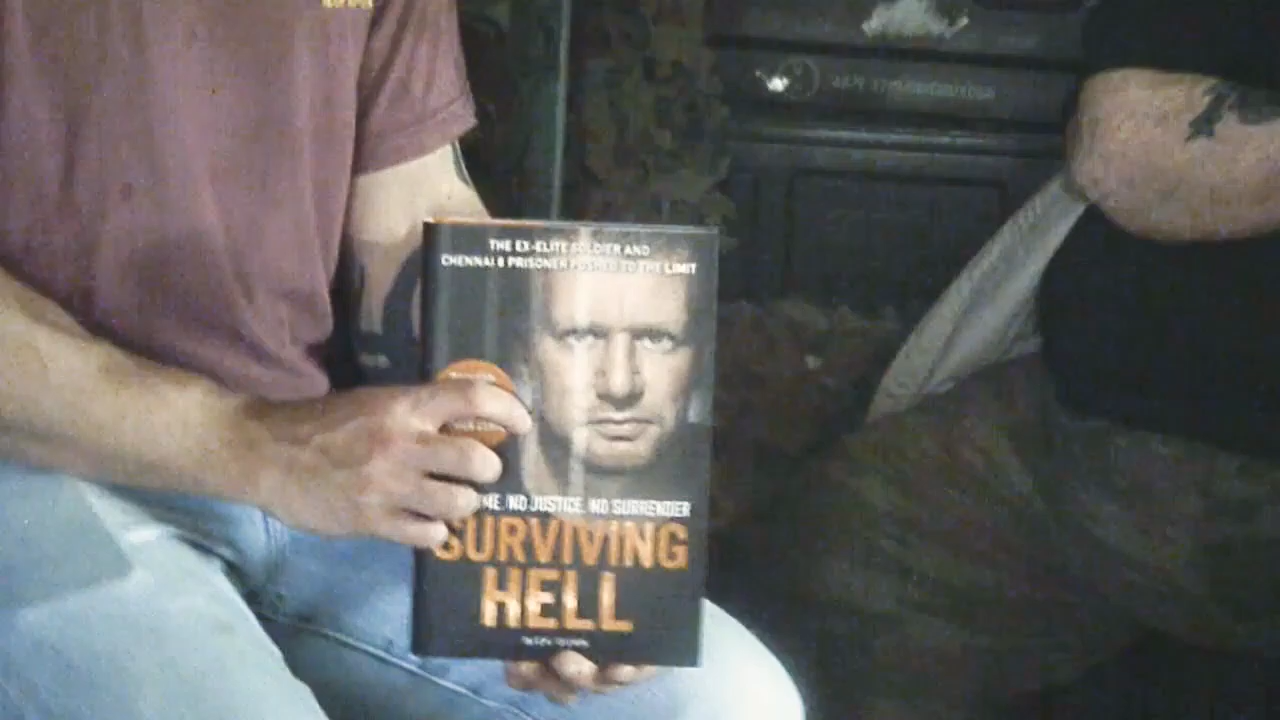 THE EX-ELITE SOLDIER AND
CHENNAI 6 PRISONER PUSHED TO THE LIMIT
NO JUSTICE. NO SURRENDER
SURVIVING
HELL